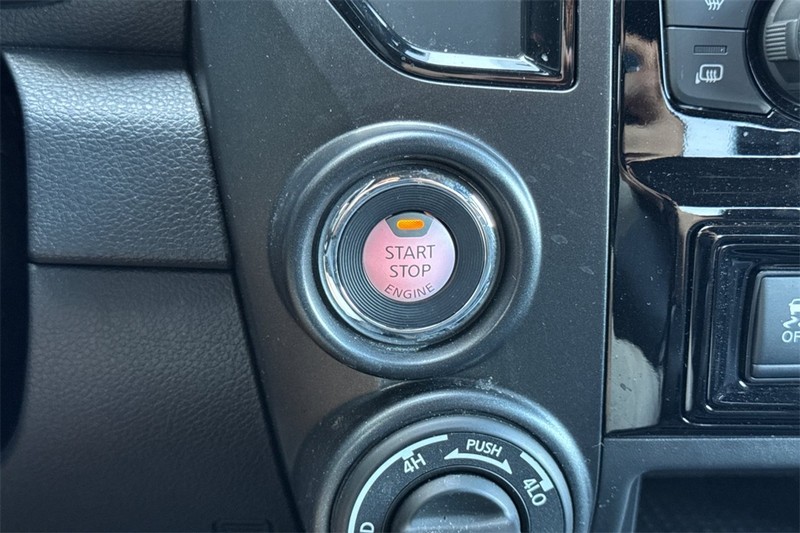 START
STOP
ENGINE
OF
4H
PUSH
4LO
D